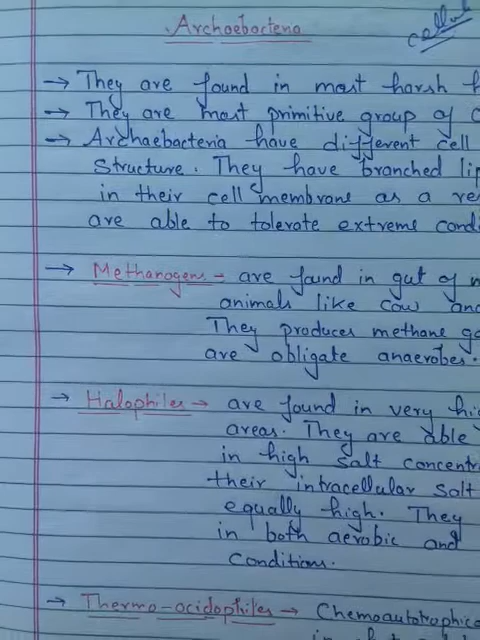 Archaebacteria
→ They are found in most harsh
→ They are most primitive group of
→ Archaebacteria have different cell
structure. They have branched
in their cell membrane as a
are able to tolerate extreme
→ Methanogens - are found in gut of
animals like cow
They produces methane
are obligate anaerobes.
→ Halophiles → are found in very
areas. They are able
in high salt
their intracellular salt
equally high. They
in both aerobic and
conditions.
→ Thermo-acidophiles →